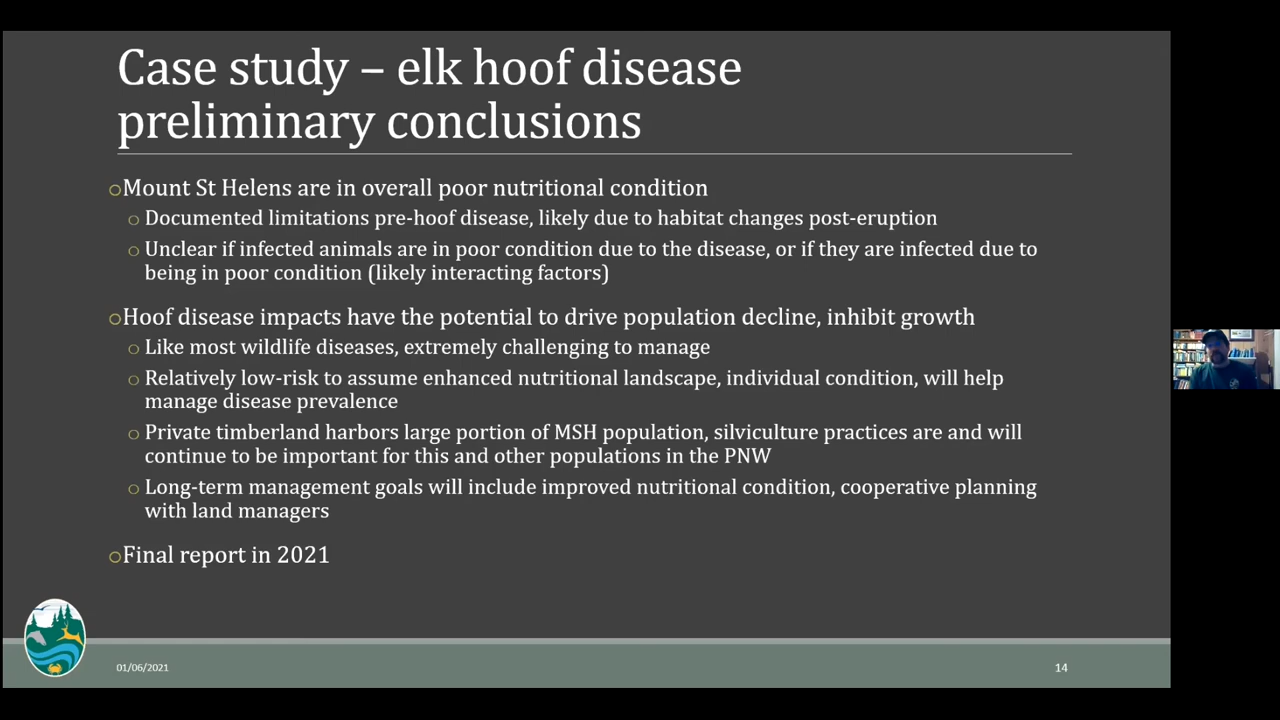 Case study – elk hoof disease
preliminary conclusions
oMount St Helens are in overall poor nutritional condition
o Documented limitations pre-hoof disease, likely due to habitat changes post-eruption
o Unclear if infected animals are in poor condition due to the disease, or if they are infected due to
being in poor condition (likely interacting factors)
oHoof disease impacts have the potential to drive population decline, inhibit growth
o Like most wildlife diseases, extremely challenging to manage
o Relatively low-risk to assume enhanced nutritional landscape, individual condition, will help
manage disease prevalence
o Private timberland harbors large portion of MSH population, silviculture practices are and will
continue to be important for this and other populations in the PNW
o Long-term management goals will include improved nutritional condition, cooperative planning
with land managers
oFinal report in 2021
01/06/2021
14